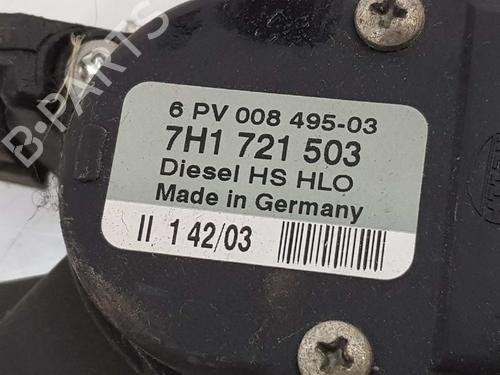 B-PARTS
6 PV 008 495-03
7H1 721 503
Diesel HS HLO
Made in Germany
II 1 42/03